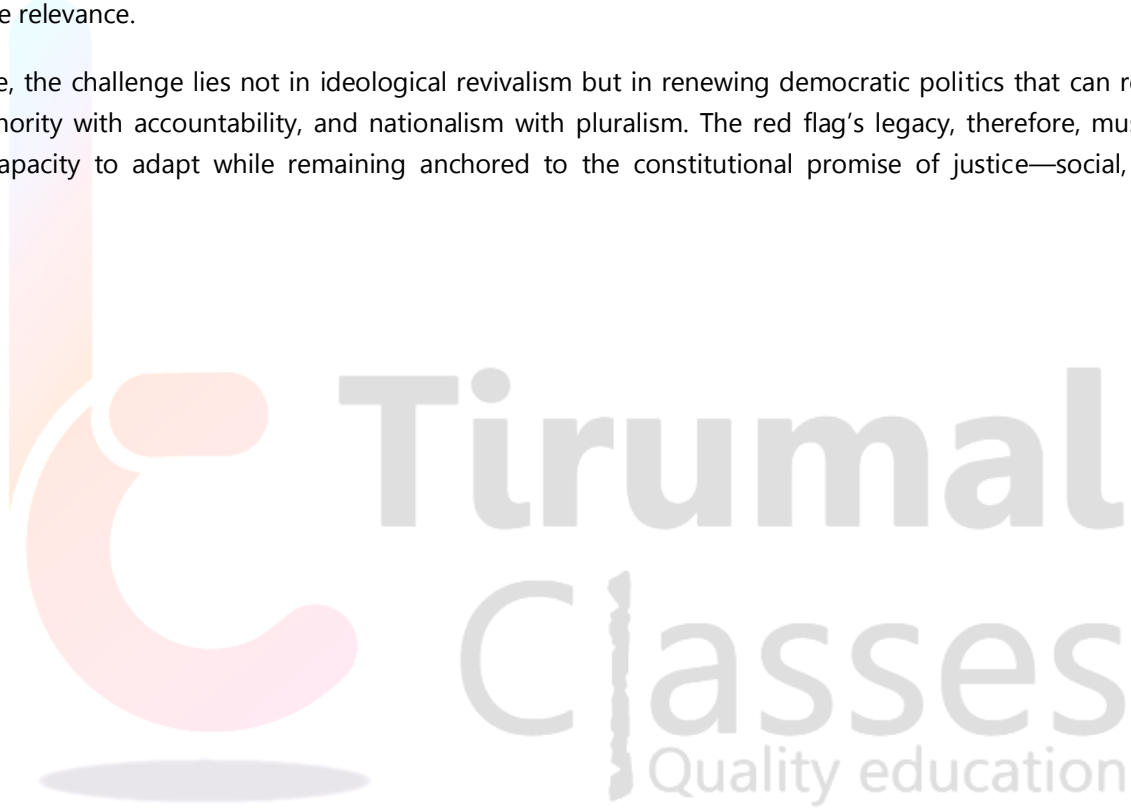 e relevance.
e, the challenge lies not in ideological revivalism but in renewing democratic politics that can r
hority with accountability, and nationalism with pluralism. The red flag’s legacy, therefore, mu
apacity to adapt while remaining anchored to the constitutional promise of justice—social,
Tirumal
Classes
Quality education